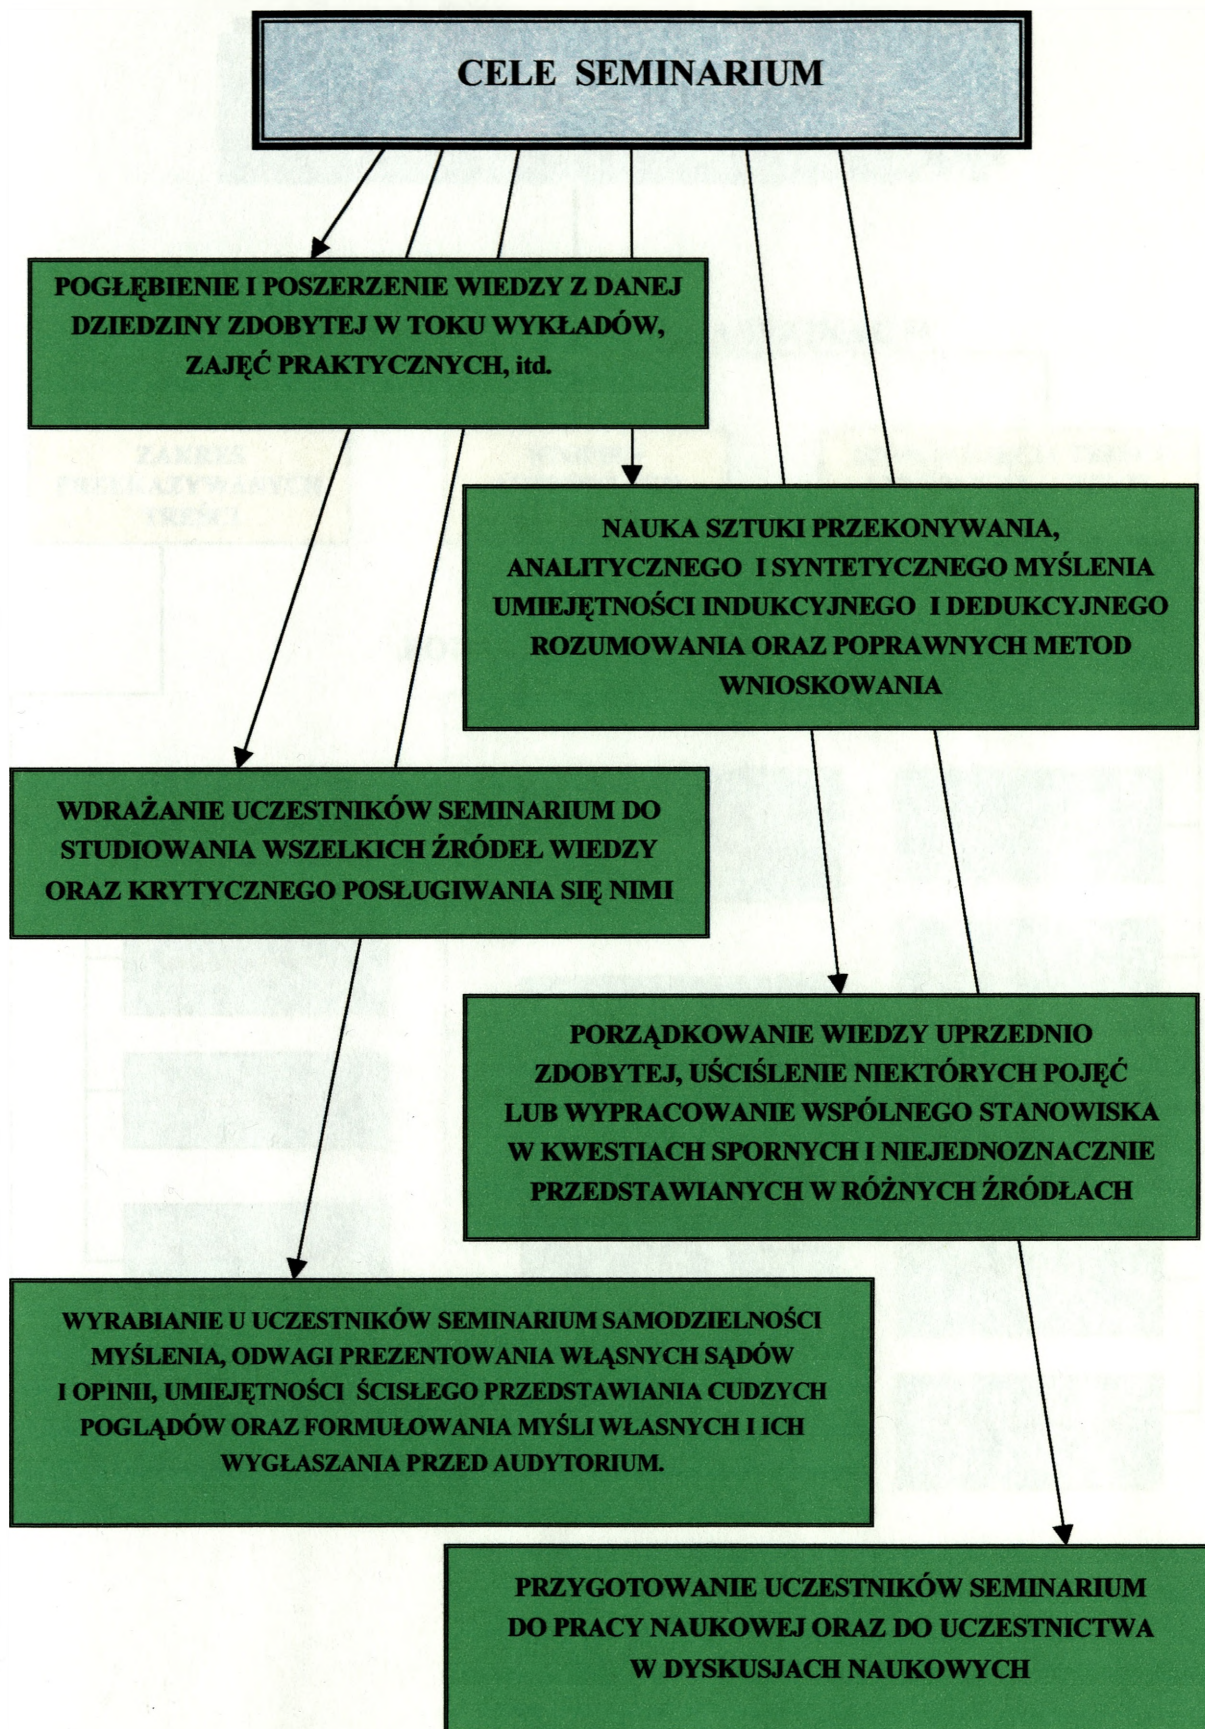 CELE SEMINARIUM
POGŁĘBIENIE I POSZERZENIE WIEDZY Z DANEJ
DZIEDZINY ZDOBYTEJ W TOKU WYKŁADÓW,
ZAJĘĆ PRAKTYCZNYCH, itd.
NAUKA SZTUKI PRZEKONYWANIA,
ANALITYCZNEGO I SYNTETYCZNEGO MYŚLENIA
UMIEJĘTNOŚCI INDUKCYJNEGO I DEDUKCYJNEGO
ROZUMOWANIA ORAZ POPRAWNYCH METOD
WNIOSKOWANIA
WDRAŻANIE UCZESTNIKÓW SEMINARIUM DO
STUDIOWANIA WSZELKICH ŹRÓDEŁ WIEDZY
ORAZ KRYTYCZNEGO POSŁUGIWANIA SIĘ NIMI
PORZĄDKOWANIE WIEDZY UPRZEDNIO
ZDOBYTEJ, UŚCIŚLENIE NIEKTÓRYCH POJĘĆ
LUB WYPRACOWANIE WSPÓLNEGO STANOWISKA
W KWESTIACH SPORNYCH I NIEJEDNOZNACZNIE
PRZEDSTAWIANYCH W RÓŻNYCH ŹRÓDŁACH
WYRABIANIE U UCZESTNIKÓW SEMINARIUM SAMODZIELNOŚCI
MYŚLENIA, ODWAGI PREZENTOWANIA WŁĄSNYCH SĄDÓW
I OPINII, UMIEJĘTNOŚCI ŚCISŁEGO PRZEDSTAWIANIA CUDZYCH
POGLĄDÓW ORAZ FORMUŁOWANIA MYŚLI WŁASNYCH I ICH
WYGŁASZANIA PRZED AUDYTORIUM.
PRZYGOTOWANIE UCZESTNIKÓW SEMINARIUM
DO PRACY NAUKOWEJ ORAZ DO UCZESTNICTWA
W DYSKUSJACH NAUKOWYCH